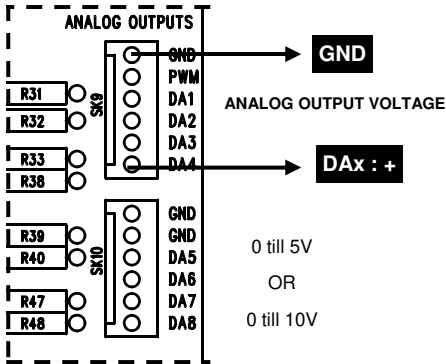 ANALOG OUTPUTS
GND
GND
PWM
R31
DA1
ANALOG OUTPUT VOLTAGE
SK9
R32
DA2
DA3
R33
DA4
DAx : +
R38
GND
R39
GND
0 till 5V
R40
DA5
SK10
DA6
OR
R47
DA7
R48
DA8
0 till 10V